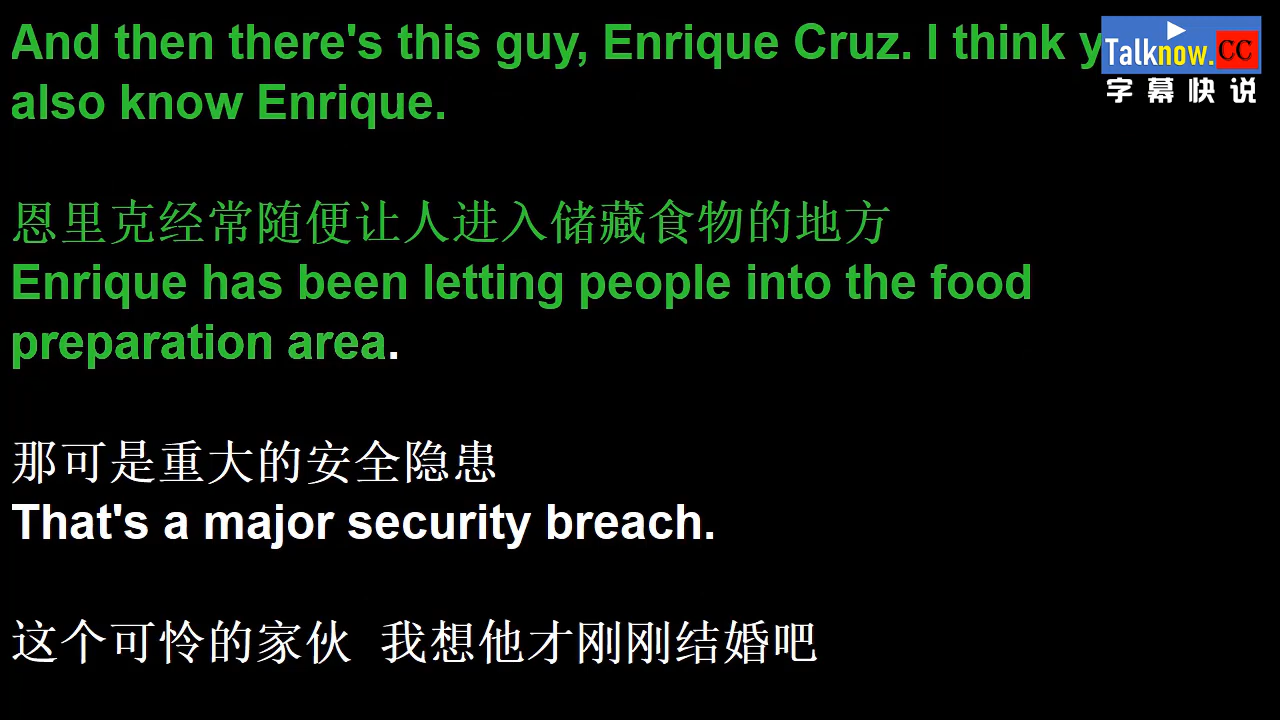 And then there's this guy, Enrique Cruz. I think
also know Enrique.
恩里克经常随便让人进入储藏食物的地方
Enrique has been letting people into the food
preparation area.
那可是重大的安全隐患
That's a major security breach.
这个可怜的家伙 我想他才刚刚结婚吧
Talknow.CC
字幕快说